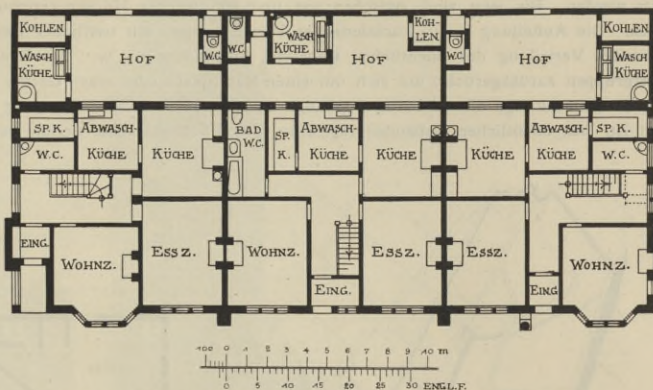 KOHLEN
WASCH
KÜCHE
HOF
W.C.
W.C.
WASCH
KÜCHE
HOF
KOH-
LEN
W.C.
HOF
KOHLEN
WASCH
KÜCHE
SP. K.
W.C.
ABWASCH-
KÜCHE
KÜCHE
BAD
W.C.
SP.
K.
ABWASCH-
KÜCHE
KÜCHE
KÜCHE
ABWASCH-
KÜCHE
SP. K.
W.C.
EING.
WOHNZ.
ESSZ.
WOHNZ.
EING.
ESSZ.
ESSZ.
EING.
WOHNZ.
100 0 1 2 3 4 5 6 7 8 9 10 m
0 5 10 15 20 25 30 ENGL.F.